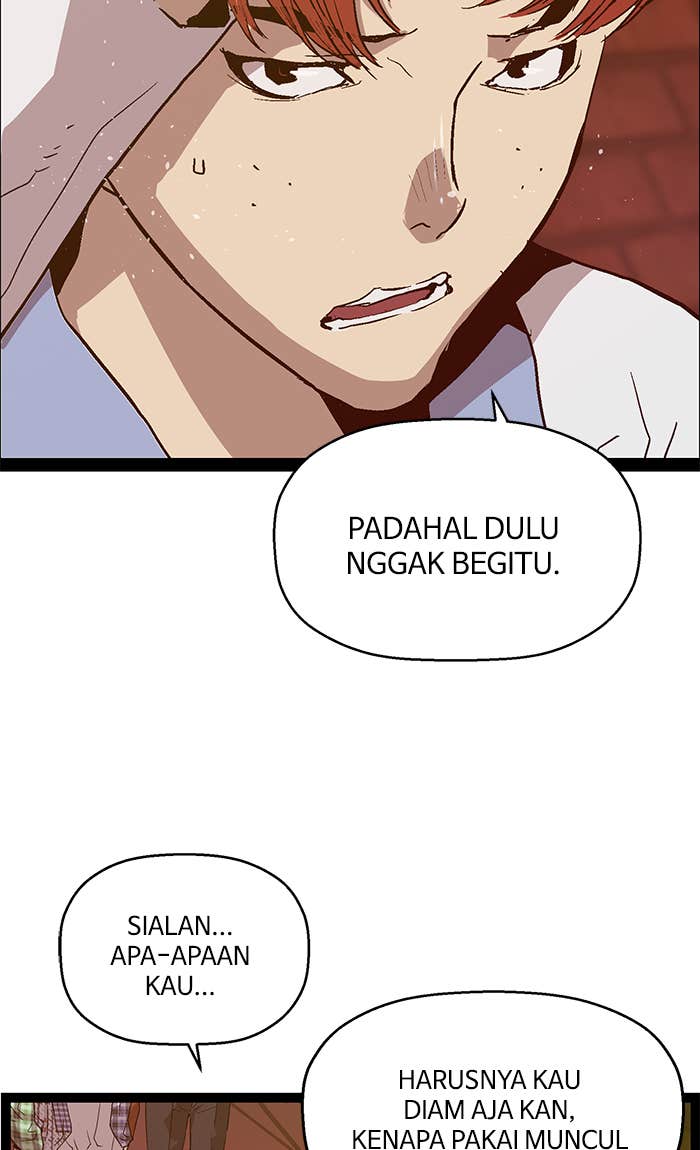 PADAHAL DULU
NGGAK BEGITU.
SIALAN...
APA-APAAN
KAU...
HARUSNYA KAU
DIAM AJA KAN,
KENAPA PAKAI MUNCUL